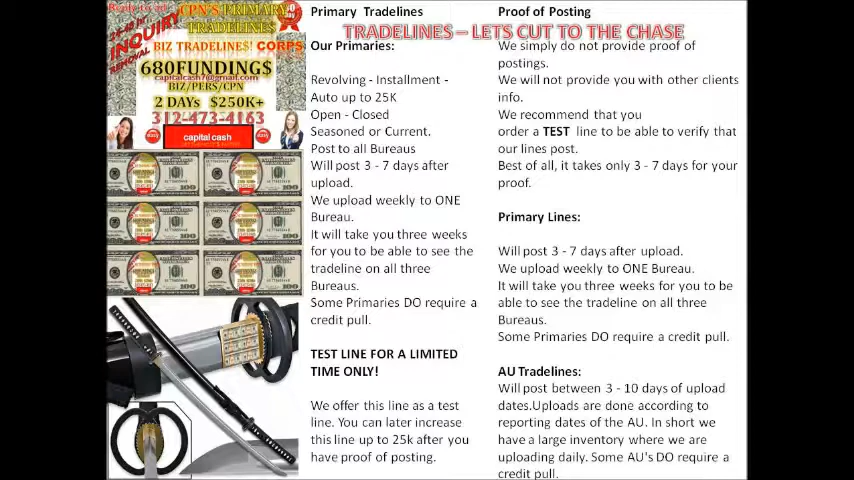 Ready to ad!
CPN'S PRIMARY
TRADELINES
24-48 hr
INQUIRY
REMOVAL
BIZ TRADELINES! CORPS
680FUNDING$
capitalcash7@gmail.com
BIZ/PERS/CPN
2 DAYs $250K+
312-473-4163
capital cash
TRADELINES – LETS CUT TO THE CHASE
Primary Tradelines
Our Primaries:
Revolving - Installment -
Auto up to 25K
Open - Closed
Seasoned or Current.
Post to all Bureaus
Will post 3 - 7 days after
upload.
We upload weekly to ONE
Bureau.
It will take you three weeks
for you to be able to see the
tradeline on all three
Bureaus.
Some Primaries DO require a
credit pull.
TEST LINE FOR A LIMITED
TIME ONLY!
We offer this line as a test
line. You can later increase
this line up to 25k after you
have proof of posting.
Proof of Posting
We simply do not provide proof of
postings.
We will not provide you with other clients
info.
We recommend that you
order a TEST line to be able to verify that
our lines post.
Best of all, it takes only 3 - 7 days for your
proof.
Primary Lines:
Will post 3 - 7 days after upload.
We upload weekly to ONE Bureau.
It will take you three weeks for you to be
able to see the tradeline on all three
Bureaus.
Some Primaries DO require a credit pull.
AU Tradelines:
Will post between 3 - 10 days of upload
dates.Uploads are done according to
reporting dates of the AU. In short we
have a large inventory where we are
uploading daily. Some AU's DO require a
credit pull.